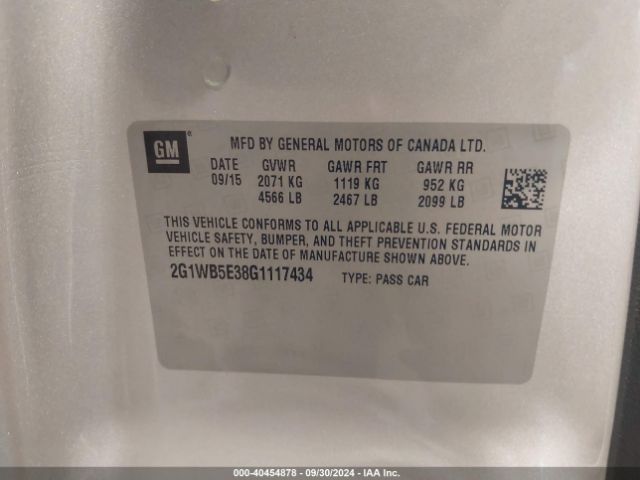 GM®
MFD BY GENERAL MOTORS OF CANADA LTD.
DATE GVWR GAWR FRT GAWR RR
09/15 2071 KG 1119 KG 952 KG
4566 LB 2467 LB 2099 LB
THIS VEHICLE CONFORMS TO ALL APPLICABLE U.S. FEDERAL MOTOR
VEHICLE SAFETY, BUMPER, AND THEFT PREVENTION STANDARDS IN
EFFECT ON THE DATE OF MANUFACTURE SHOWN ABOVE.
2G1WB5E38G1117434 TYPE: PASS CAR
000-40454878 - 09/30/2024 - IAA Inc.